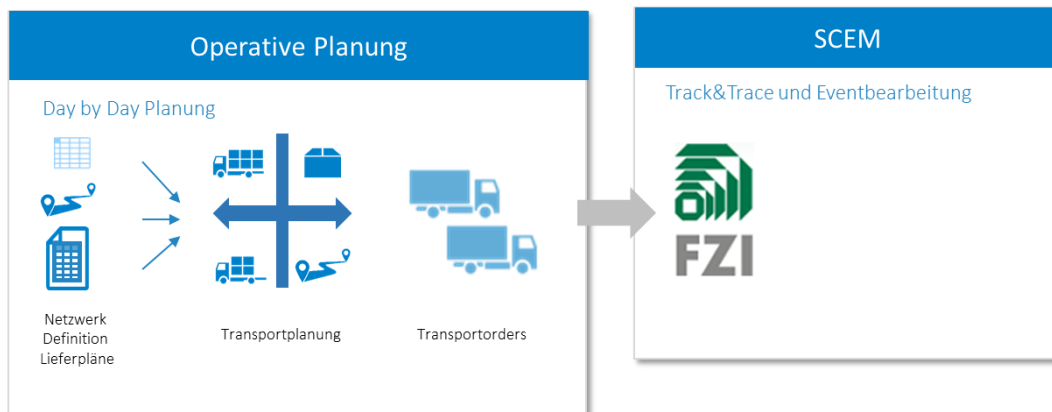 Operative Planung
Day by Day Planung
Netzwerk
Definition
Lieferpläne
Transportplanung
Transportorders
SCEM
Track&Trace und Eventbearbeitung
FZI